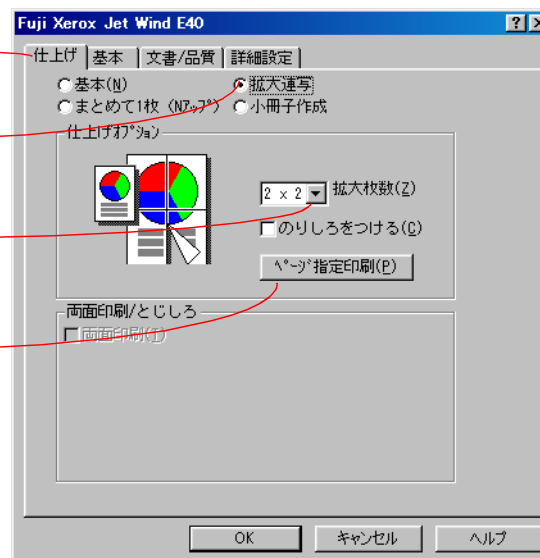 Fuji Xerox Jet Wind E40
仕上げ 基本 文書/品質 詳細設定
基本(N) 拡大連写
まとめて1枚 (Nｱｯﾌﾟ) 小冊子作成
仕上げｵﾌﾟｼｮﾝ
2 x 2 拡大枚数(Z)
のりしろをつける(C)
ﾍﾟｰｼﾞ指定印刷(P)
両面印刷/とじしろ
両面印刷(T)
OK キャンセル ヘルプ